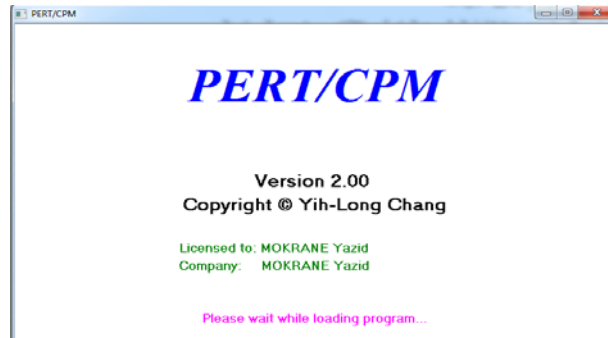 PERT/CPM
PERT/CPM
Version 2.00
Copyright © Yih-Long Chang
Licensed to: MOKRANE Yazid
Company: MOKRANE Yazid
Please wait while loading program...